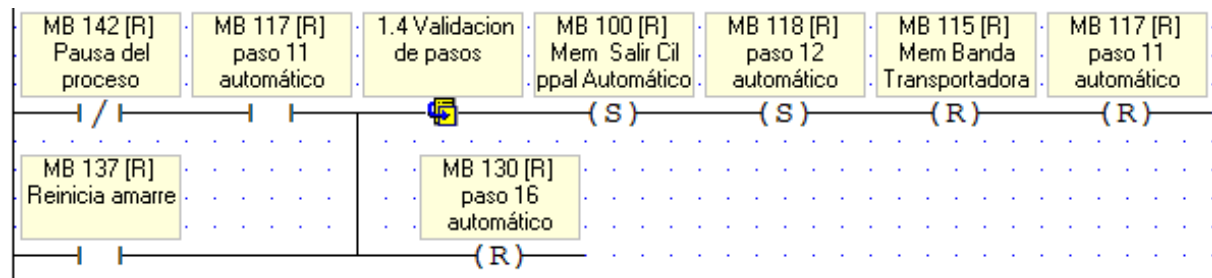 MB 142 [R]
Pausa del
proceso
MB 117 [R]
paso 11
automático
1.4 Validacion
de pasos
MB 100 [R]
Mem Salir Cil
ppal Automático
MB 118 [R]
paso 12
automático
MB 115 [R]
Mem Banda
Transportadora
MB 117 [R]
paso 11
automático
(S)
(S)
(R)
(R)
MB 137 [R]
Reinicia amarre
MB 130 [R]
paso 16
automático
(R)